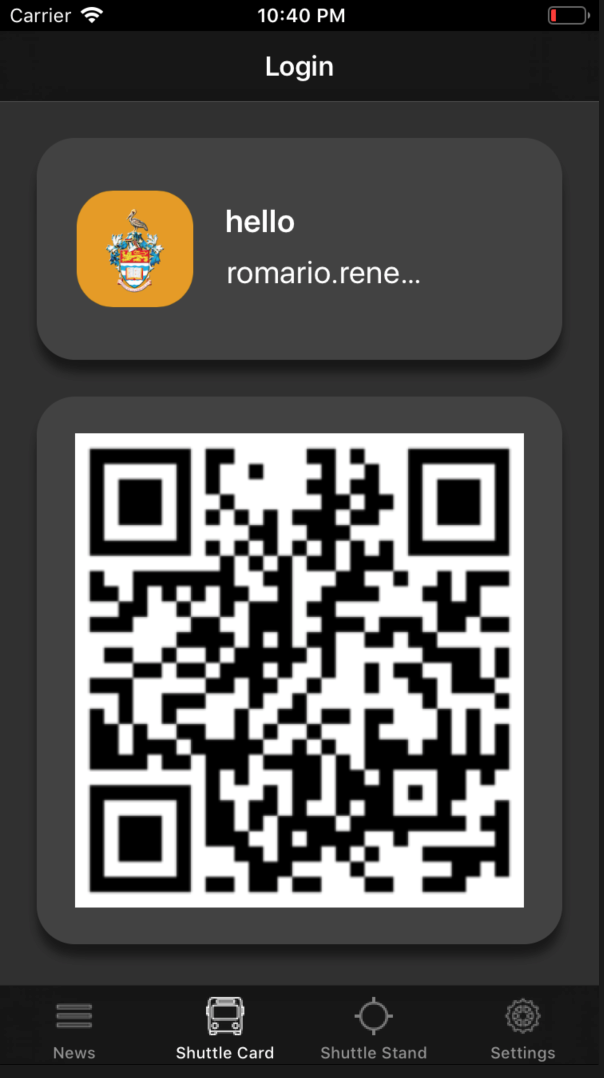 Carrier 10:40 PM
Login
hello
romario.rene...
News Shuttle Card Shuttle Stand Settings